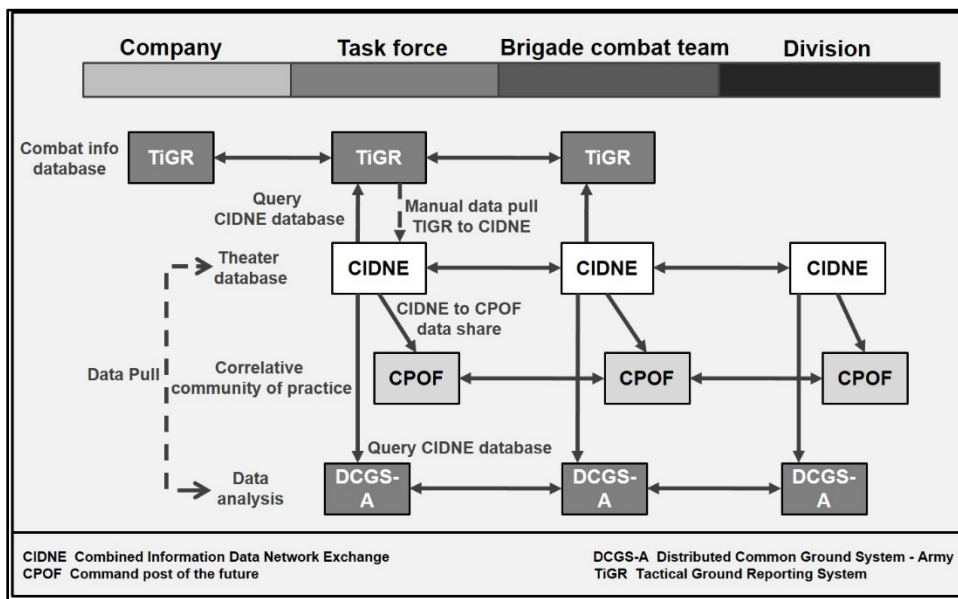 Company Task force Brigade combat team Division
Combat info
database
TiGR TiGR TiGR
Query
CIDNE database
Manual data pull
TIGR to CIDNE
Theater
database
CIDNE CIDNE CIDNE
CIDNE to CPOF
data share
Data Pull
Correlative
community of practice
CPOF CPOF CPOF
Query CIDNE database
Data
analysis
DCGS-
A
DCGS-
A
DCGS-
A
CIDNE Combined Information Data Network Exchange
CPOF Command post of the future
DCGS-A Distributed Common Ground System - Army
TiGR Tactical Ground Reporting System